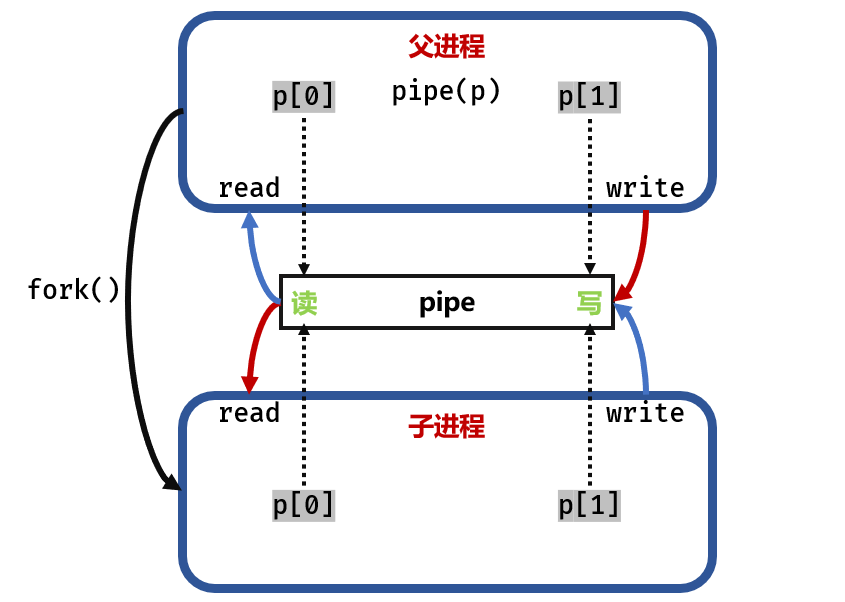 父进程
p[0]
pipe(p)
p[1]
read
write
fork()
读
pipe
写
read
子进程
write
p[0]
p[1]